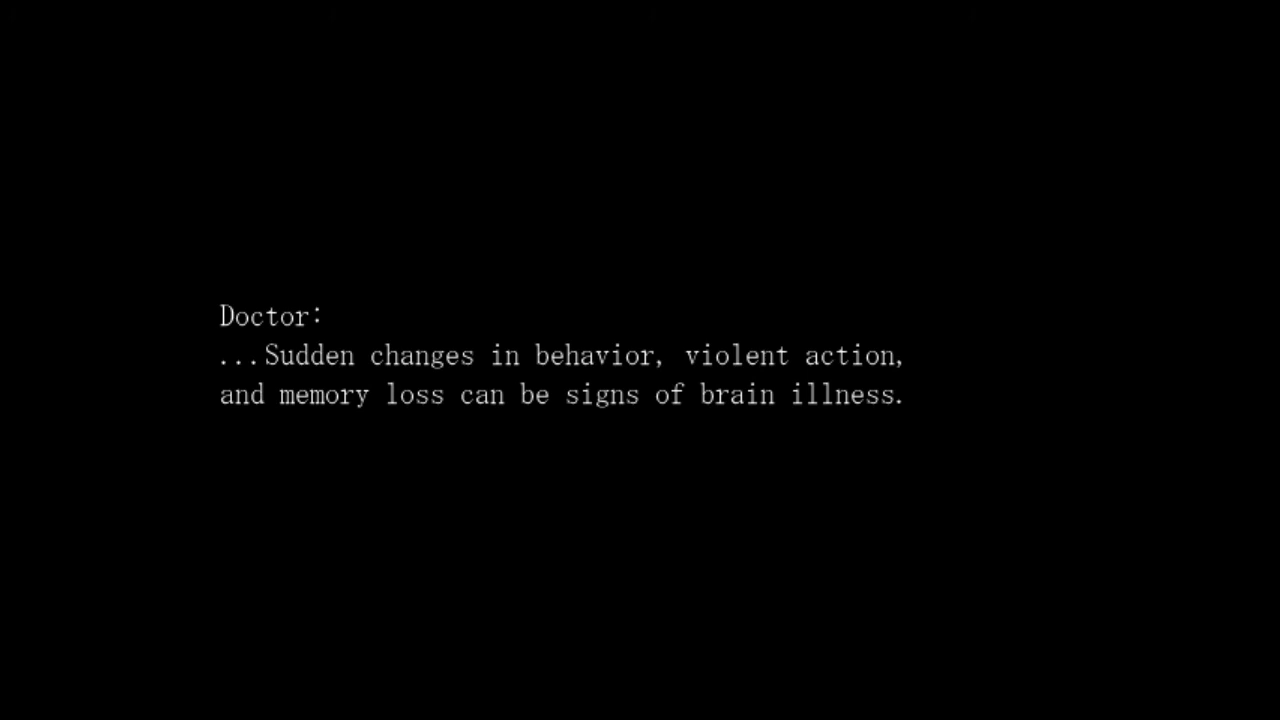 Doctor:
...Sudden changes in behavior, violent action,
and memory loss can be signs of brain illness.